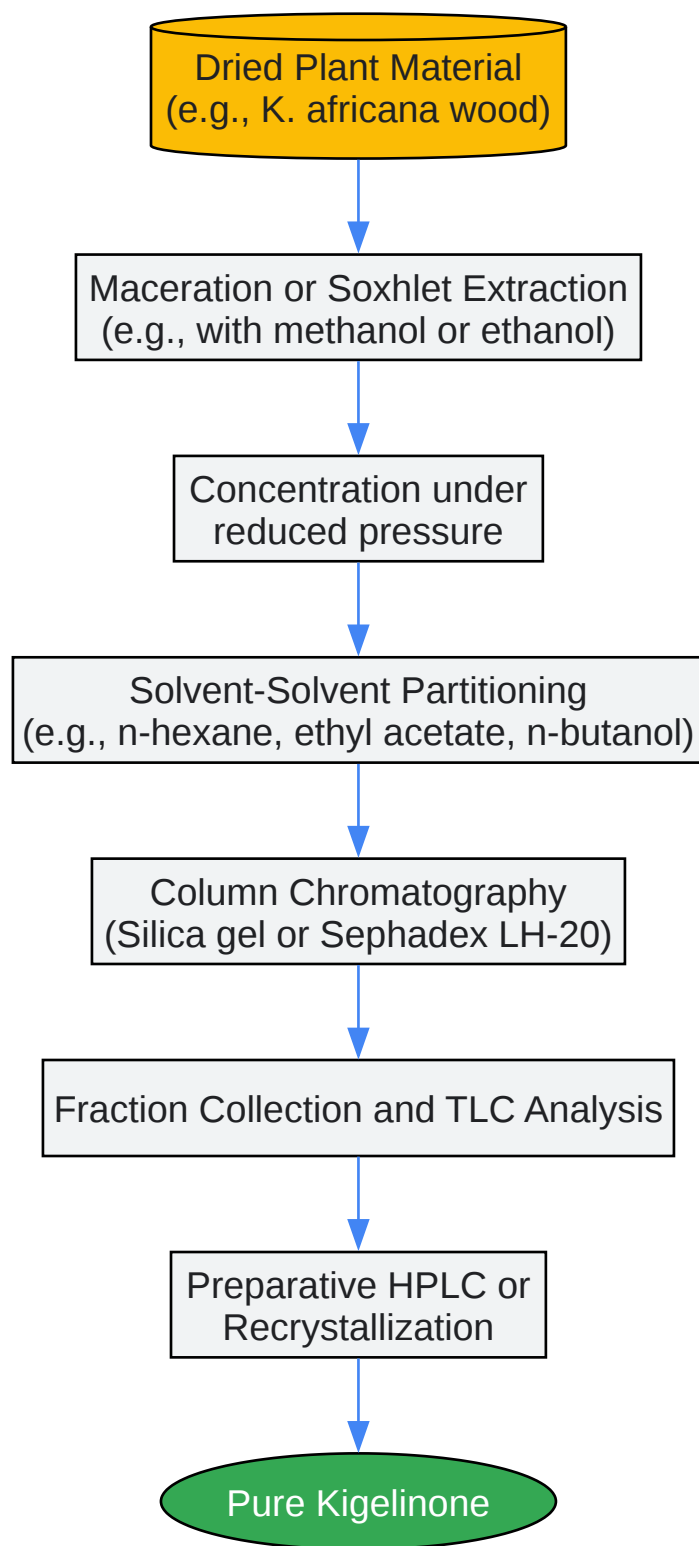 Dried Plant Material
(e.g., K. africana wood)
Maceration or Soxhlet Extraction
(e.g., with methanol or ethanol)
Concentration under
reduced pressure
Solvent-Solvent Partitioning
(e.g., n-hexane, ethyl acetate, n-butanol)
Column Chromatography
(Silica gel or Sephadex LH-20)
Fraction Collection and TLC Analysis
Preparative HPLC or
Recrystallization
Pure Kigelinone